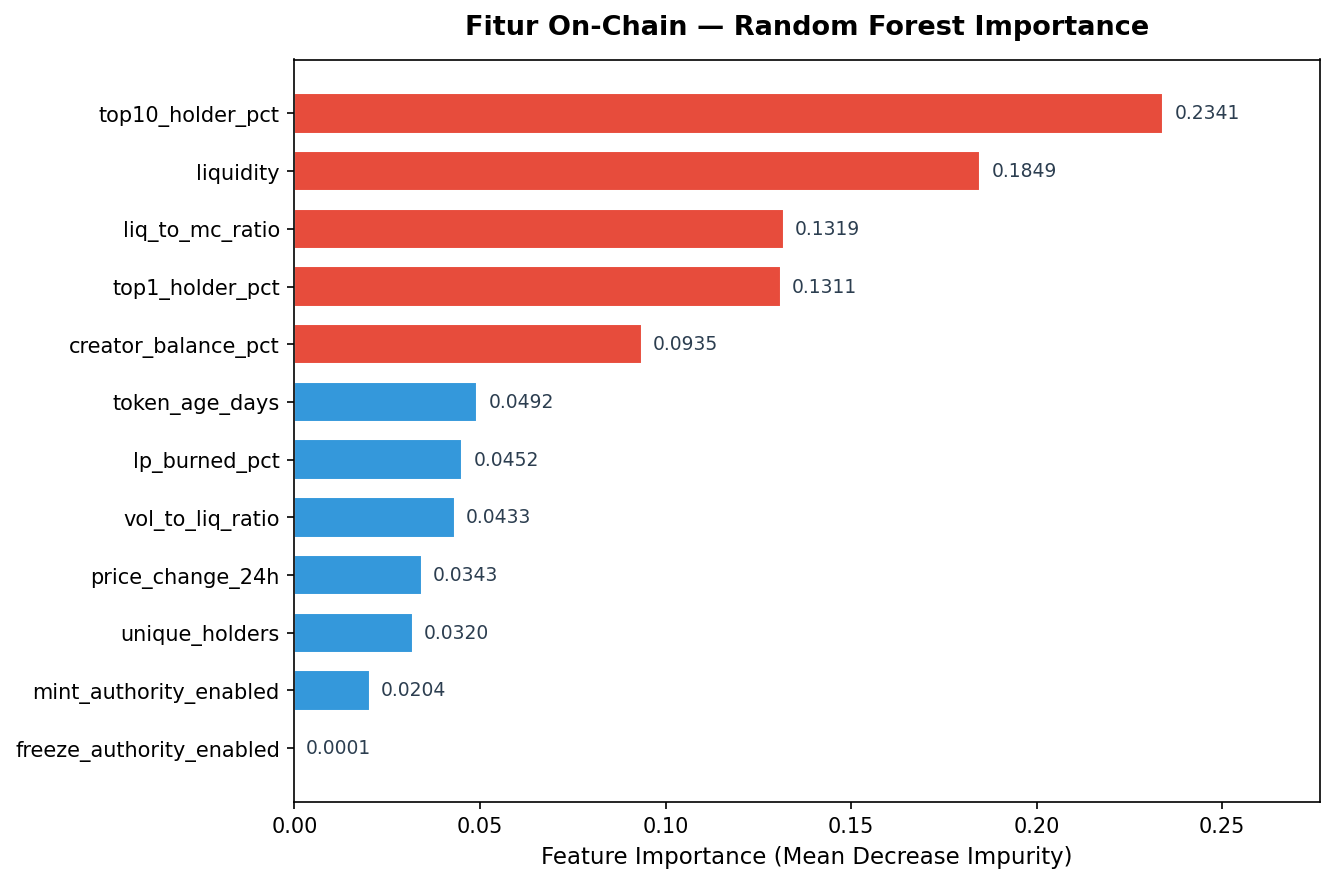 Fitur On-Chain — Random Forest Importance
top10_holder_pct 0.2341
liquidity 0.1849
liq_to_mc_ratio 0.1319
top1_holder_pct 0.1311
creator_balance_pct 0.0935
token_age_days 0.0492
lp_burned_pct 0.0452
vol_to_liq_ratio 0.0433
price_change_24h 0.0343
unique_holders 0.0320
mint_authority_enabled 0.0204
freeze_authority_enabled 0.0001
0.00 0.05 0.10 0.15 0.20 0.25
Feature Importance (Mean Decrease Impurity)